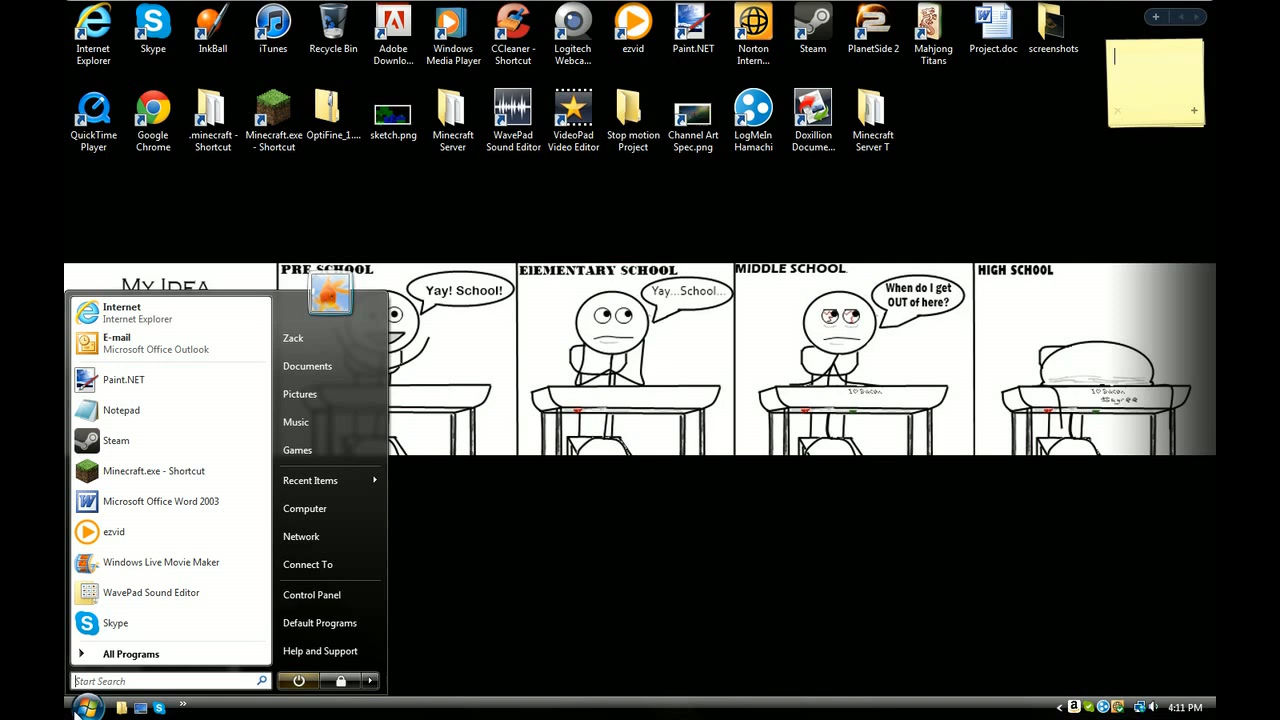 Internet
Explorer
Skype
InkBall
iTunes
Recycle Bin
Adobe
Downlo...
Windows
Media Player
CCleaner -
Shortcut
Logitech
Webca...
ezvid
Paint.NET
Norton
Intern...
Steam
PlanetSide 2
Mahjong
Titans
Project.doc
screenshots
QuickTime
Player
Google
Chrome
.minecraft -
Shortcut
Minecraft.exe
- Shortcut
OptiFine_1....
sketch.png
Minecraft
Server
WavePad
Sound Editor
VideoPad
Video Editor
Stop motion
Project
Channel Art
Spec.png
LogMeIn
Hamachi
Doxillion
Docume...
Minecraft
Server T
My Idea
PRE SCHOOL
Yay! School!
ElEMENTARY SCHOOL
Yay...School...
MIDDLE SCHOOL
When do I get
OUT of here?
HIGH SCHOOL
Internet
Internet Explorer
E-mail
Microsoft Office Outlook
Paint.NET
Notepad
Steam
Minecraft.exe - Shortcut
Microsoft Office Word 2003
ezvid
Windows Live Movie Maker
WavePad Sound Editor
Skype
All Programs
Start Search
Zack
Documents
Pictures
Music
Games
Recent Items
Computer
Network
Connect To
Control Panel
Default Programs
Help and Support
4:11 PM